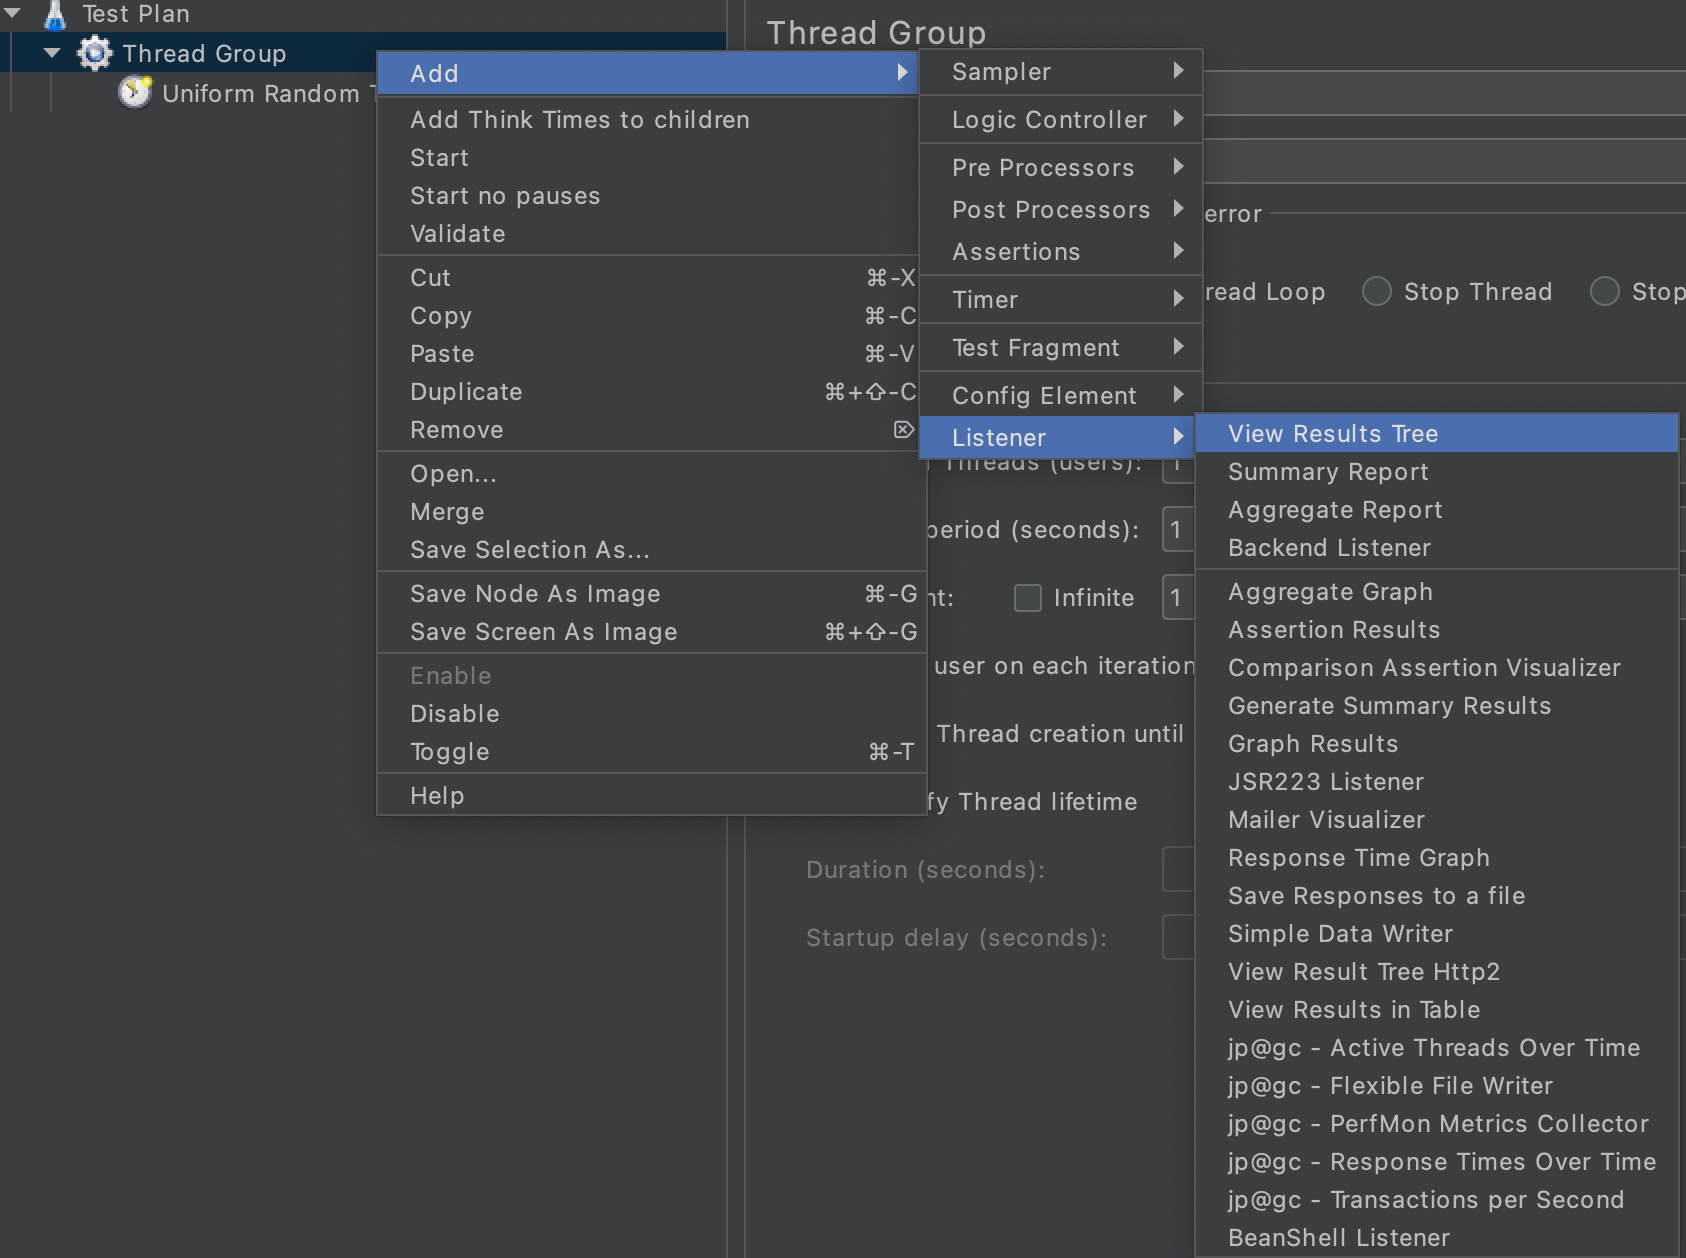 Test Plan
Thread Group
Uniform Random
Thread Group
Add
Add Think Times to children
Start
Start no pauses
Validate
Cut ⌘-X
Copy ⌘-C
Paste ⌘-V
Duplicate ⌘+⇧-C
Remove ⌦
Open...
Merge
Save Selection As...
Save Node As Image ⌘-G
Save Screen As Image ⌘+⇧-G
Enable
Disable
Toggle ⌘-T
Help
Sampler
Logic Controller
Pre Processors
Post Processors
Assertions
Timer
Test Fragment
Config Element
Listener
error
read Loop Stop Thread Stop
Threads (users): 1
period (seconds): 1
nt: Infinite 1
user on each iteration
Thread creation until
fy Thread lifetime
Duration (seconds):
Startup delay (seconds):
View Results Tree
Summary Report
Aggregate Report
Backend Listener
Aggregate Graph
Assertion Results
Comparison Assertion Visualizer
Generate Summary Results
Graph Results
JSR223 Listener
Mailer Visualizer
Response Time Graph
Save Responses to a file
Simple Data Writer
View Result Tree Http2
View Results in Table
jp@gc - Active Threads Over Time
jp@gc - Flexible File Writer
jp@gc - PerfMon Metrics Collector
jp@gc - Response Times Over Time
jp@gc - Transactions per Second
BeanShell Listener